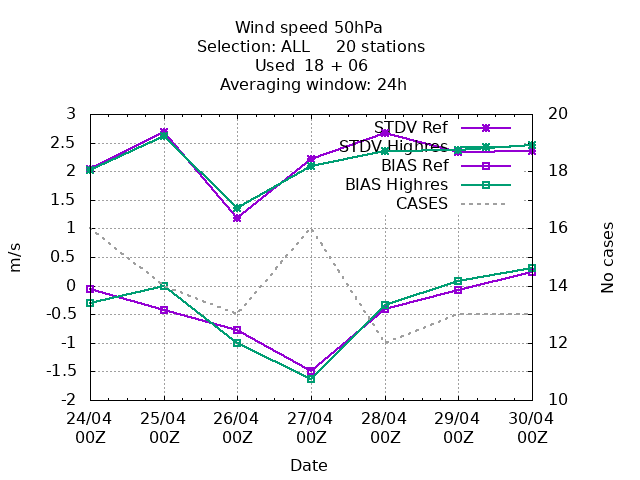 Wind speed 50hPa
Selection: ALL     20 stations
Used  18 + 06
Averaging window: 24h
3
2.5
2
1.5
1
0.5
0
-0.5
-1
-1.5
-2
m/s
20
18
16
14
12
10
No cases
STDV Ref
STDV Highres
BIAS Ref
BIAS Highres
CASES
24/04 25/04 26/04 27/04 28/04 29/04 30/04
00Z 00Z 00Z 00Z 00Z 00Z 00Z
Date